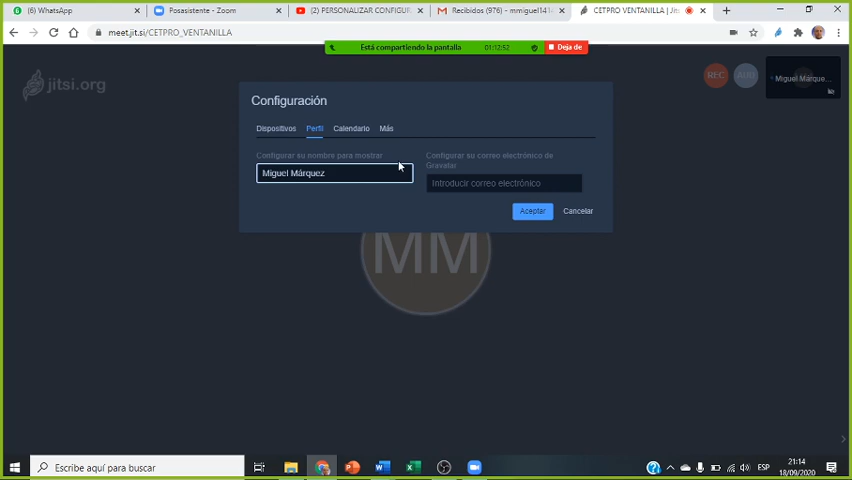 (6) WhatsApp
Posasistente - Zoom
(2) PERSONALIZAR CONFIGUR
Recibidos (976) - mmiguel141
CETPRO VENTANILLA | Jits
meet.jit.si/CETPRO_VENTANILLA
Está compartiendo la pantalla
01:12:52
Deja de
jitsi.org
REC
Miguel Márque...
Configuración
Dispositivos
Perfil
Calendario
Más
Configurar su nombre para mostrar
Miguel Márquez
Configurar su correo electrónico de
Gravatar
Introducir correo electrónico
Aceptar
Cancelar
MM
Escribe aquí para buscar
ESP
21:14
18/09/2020